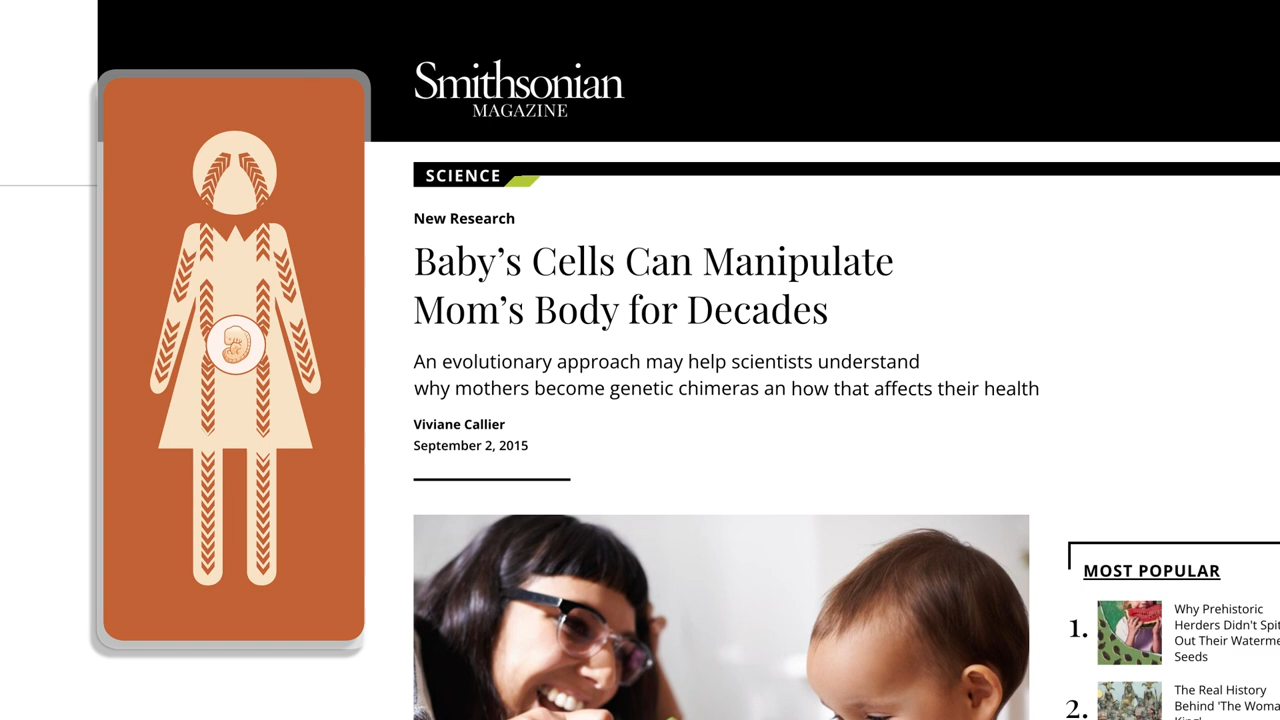 Smithsonian
MAGAZINE
SCIENCE
New Research
Baby’s Cells Can Manipulate
Mom’s Body for Decades
An evolutionary approach may help scientists understand
why mothers become genetic chimeras an how that affects their health
Viviane Callier
September 2, 2015
MOST POPULAR
1.
Why Prehistoric
Herders Didn't Spit
Out Their
Seeds
2.
The Real History
Behind 'The